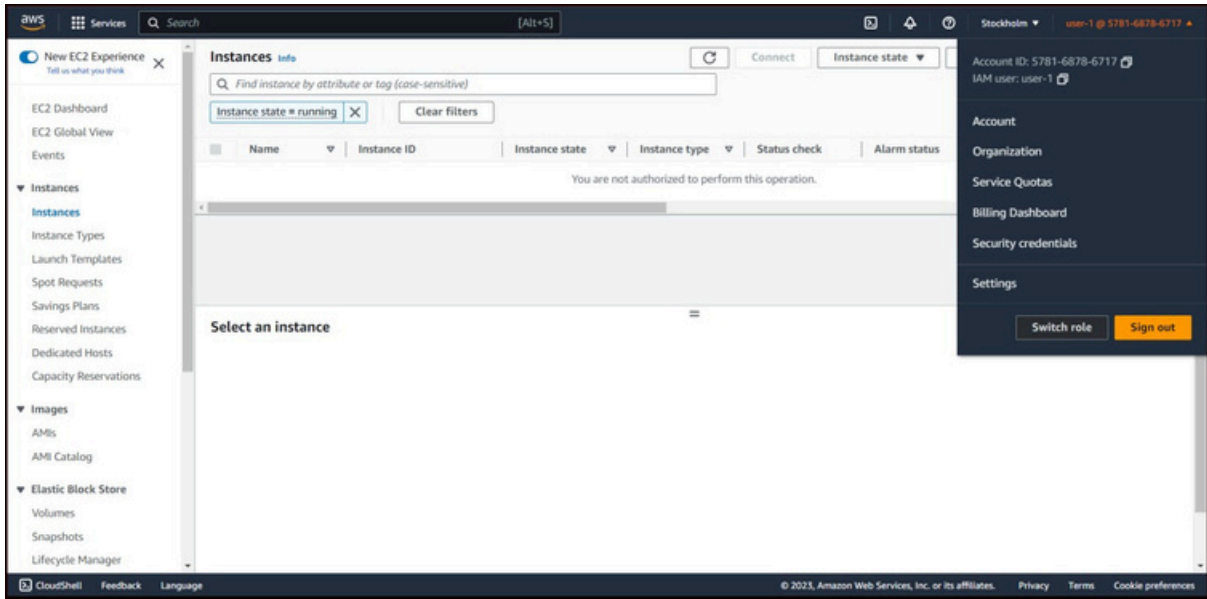 aws
Services
Search [Alt+S]
Stockholm ▼
user-1 @ 5781-6878-6717 ▲
New EC2 Experience
Tell us what you think
EC2 Dashboard
EC2 Global View
Events
▼ Instances
Instances
Instance Types
Launch Templates
Spot Requests
Savings Plans
Reserved Instances
Dedicated Hosts
Capacity Reservations
▼ Images
AMIs
AMI Catalog
▼ Elastic Block Store
Volumes
Snapshots
Lifecycle Manager
Instances Info
Connect
Instance state ▼
Find instance by attribute or tag (case-sensitive)
Instance state = running
Clear filters
Name
Instance ID
Instance state
Instance type
Status check
Alarm status
You are not authorized to perform this operation.
Select an instance
Account ID: 5781-6878-6717
IAM user: user-1
Account
Organization
Service Quotas
Billing Dashboard
Security credentials
Settings
Switch role
Sign out
CloudShell
Feedback
Language
© 2023, Amazon Web Services, Inc. or its affiliates.
Privacy
Terms
Cookie preferences